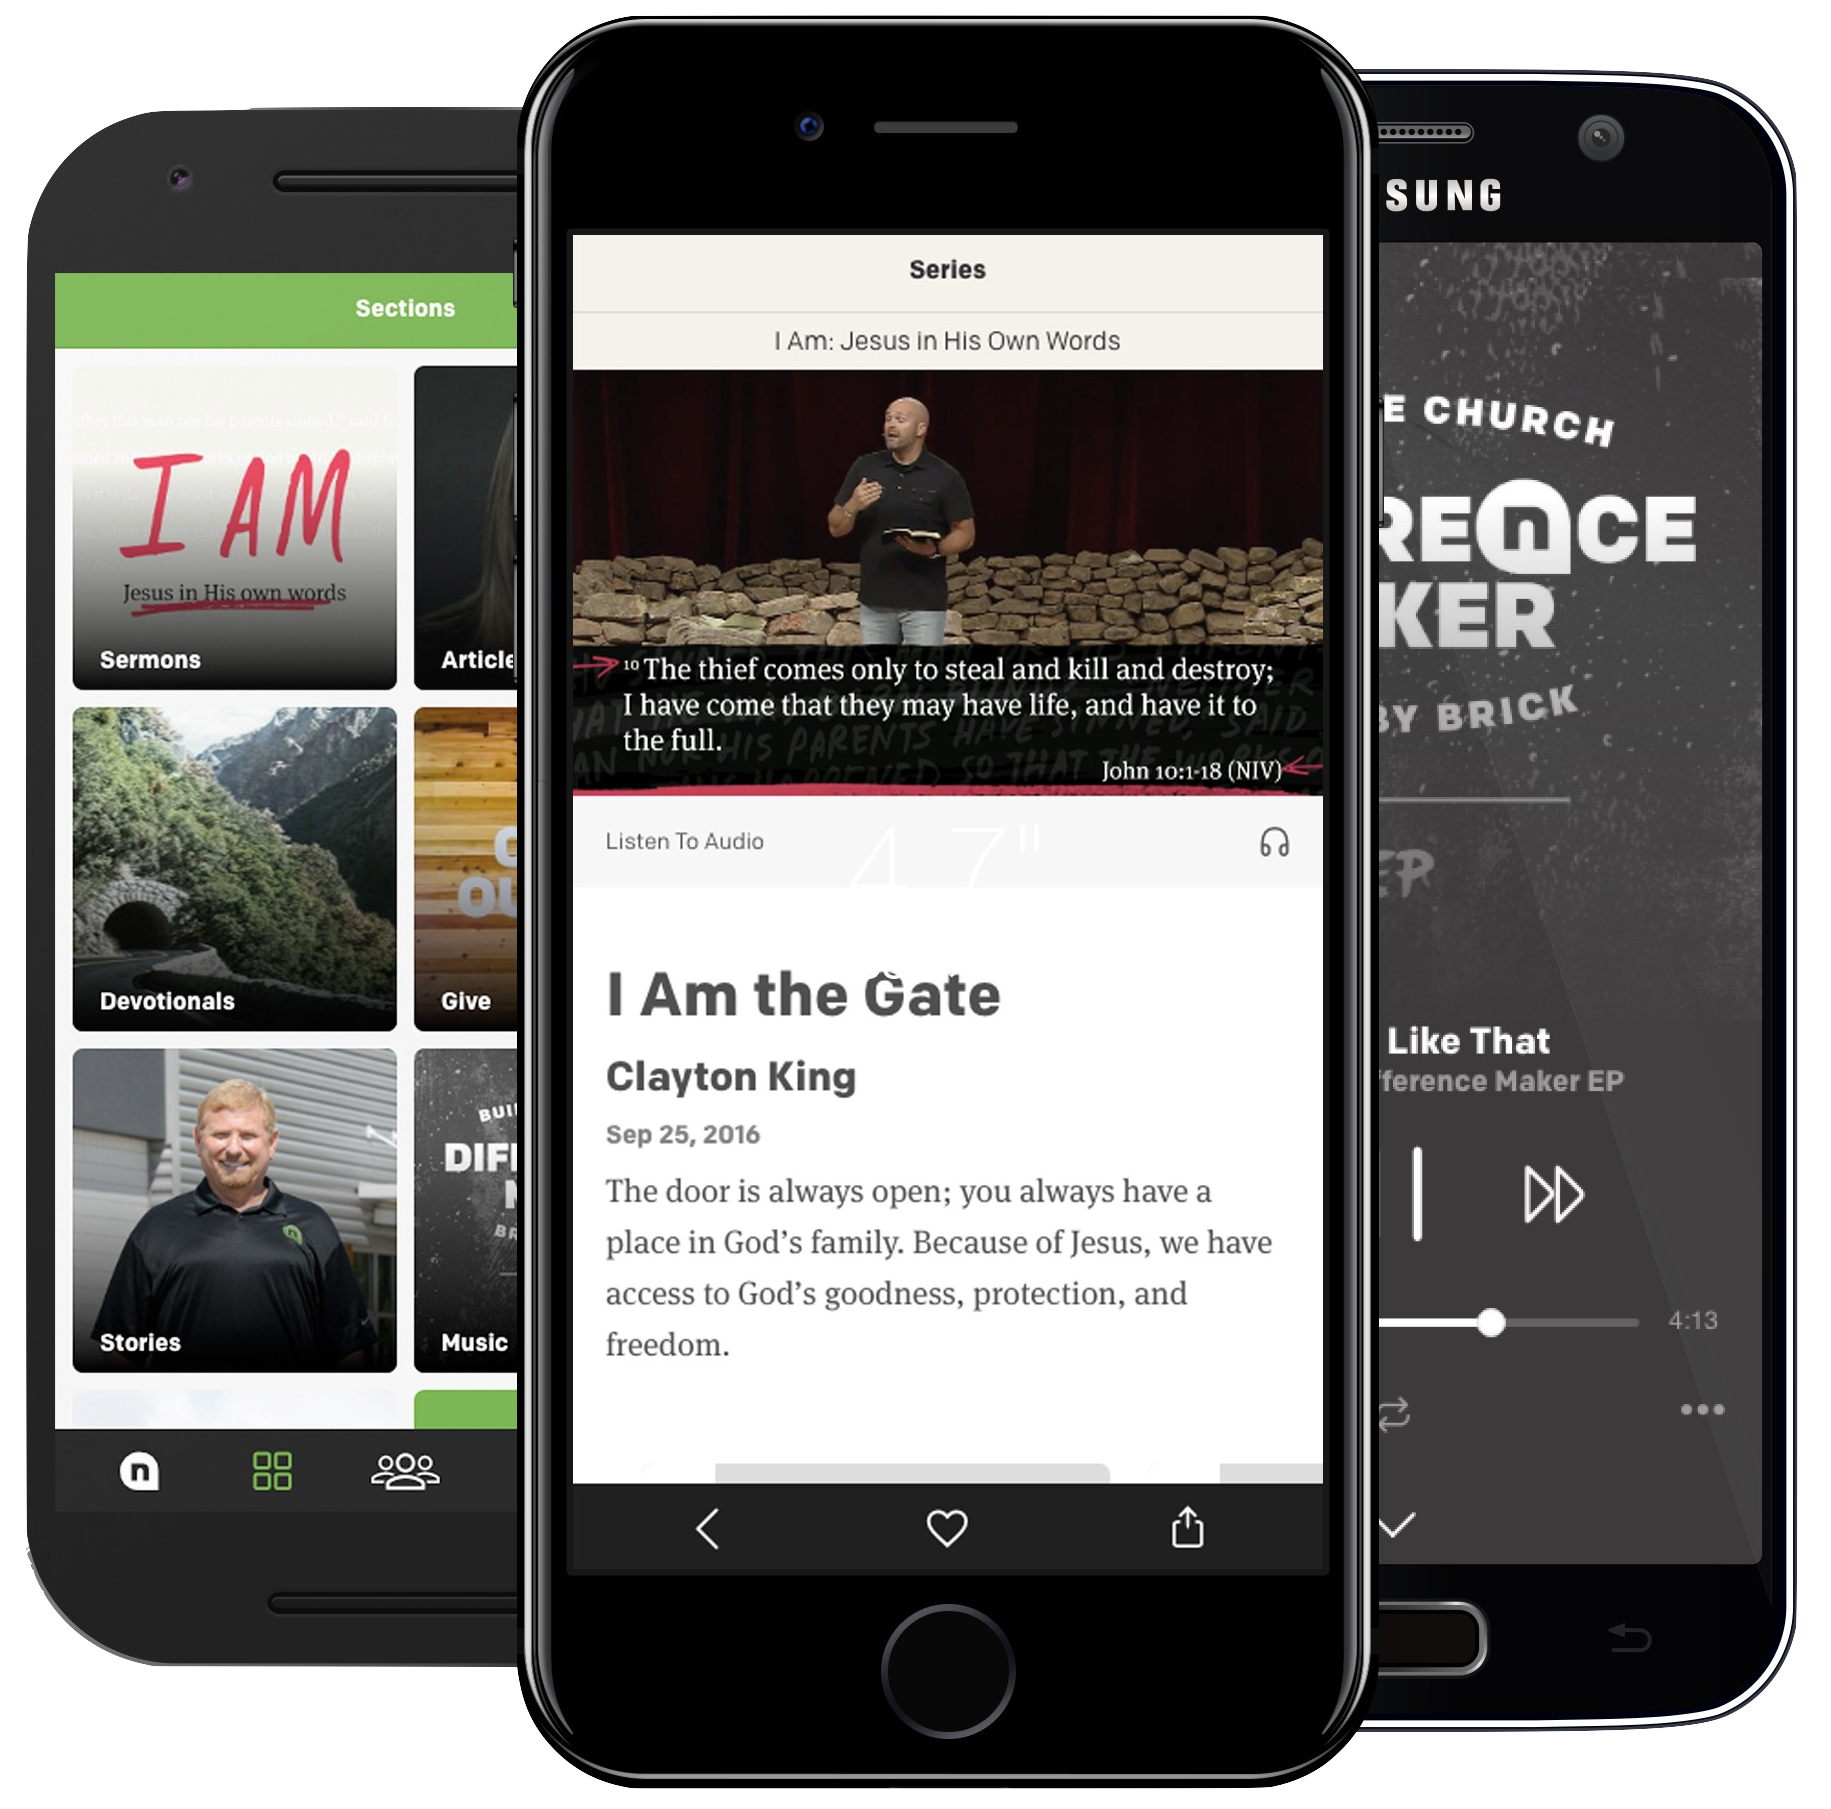 Sections
I AM
Jesus in His own words
Sermons
Devotionals
Give
Stories
BUI
DIFF
M
BR
Music
n
Series
I Am: Jesus in His Own Words
10 The thief comes only to steal and kill and destroy;
I have come that they may have life, and have it to
the full.
John 10:1-18 (NIV)
Listen To Audio
4.7"
I Am the Gate
Clayton King
Sep 25, 2016
The door is always open; you always have a
place in God’s family. Because of Jesus, we have
access to God’s goodness, protection, and
freedom.
SUNG
E CHURCH
RENCE
KER
BY BRICK
EP
Like That
fference Maker EP
4:13